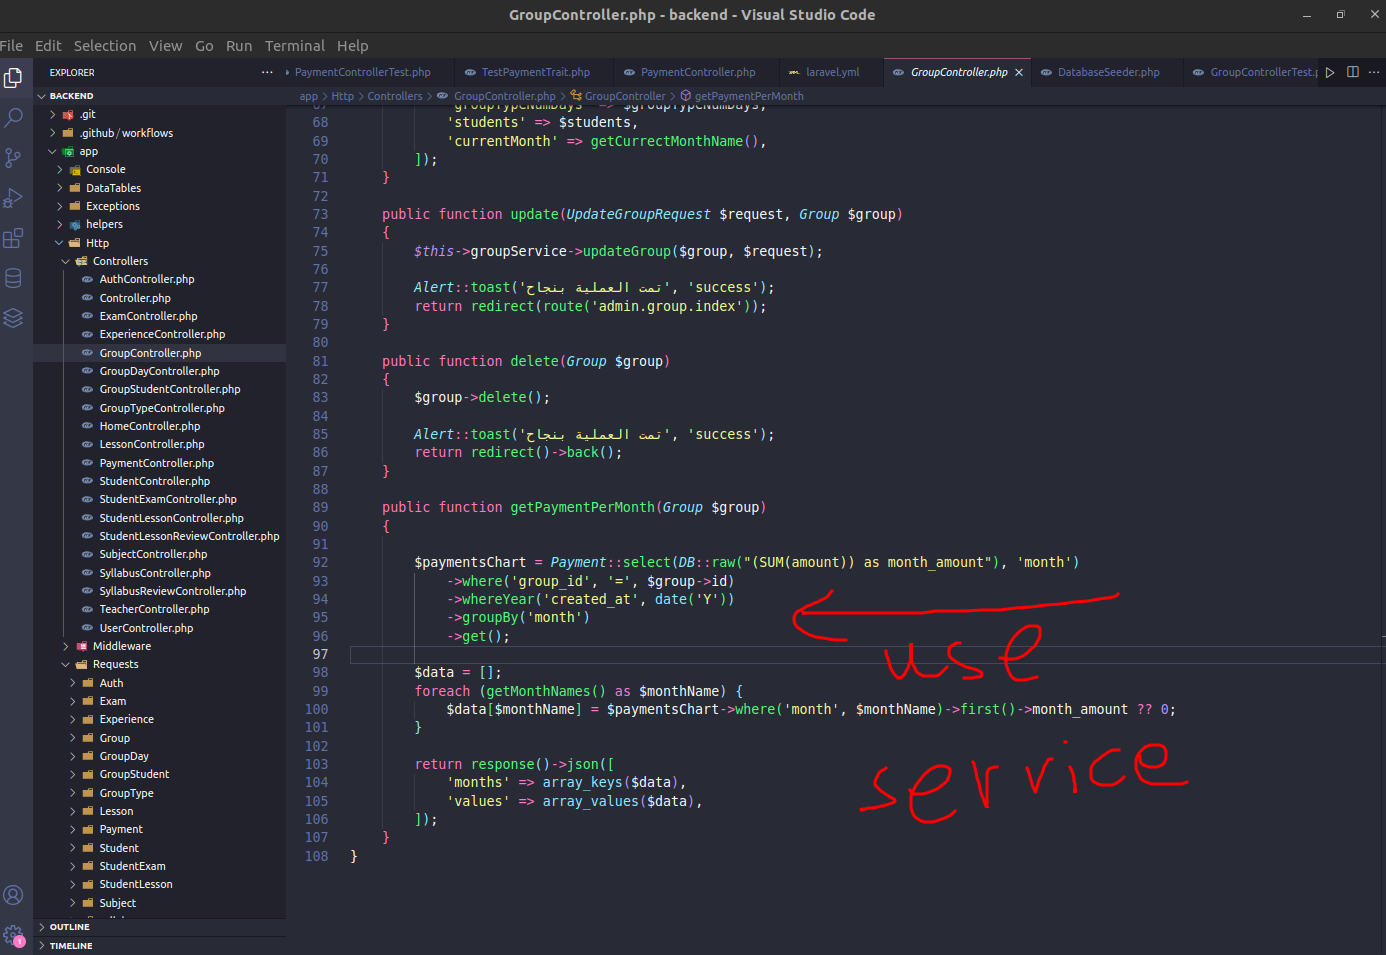 GroupController.php - backend - Visual Studio Code
File Edit Selection View Go Run Terminal Help
EXPLORER ···
PaymentControllerTest.php TestPaymentTrait.php PaymentController.php laravel.yml GroupController.php DatabaseSeeder.php GroupControllerTest.p
app > Http > Controllers > GroupController.php > GroupController > getPaymentPerMonth
BACKEND
.git
.github/workflows
app
Console
DataTables
Exceptions
helpers
Http
Controllers
AuthController.php
Controller.php
ExamController.php
ExperienceController.php
GroupController.php
GroupDayController.php
GroupStudentController.php
GroupTypeController.php
HomeController.php
LessonController.php
PaymentController.php
StudentController.php
StudentExamController.php
StudentLessonController.php
StudentLessonReviewController.php
SubjectController.php
SyllabusController.php
SyllabusReviewController.php
TeacherController.php
UserController.php
Middleware
Requests
Auth
Exam
Experience
Group
GroupDay
GroupStudent
GroupType
Lesson
Payment
Student
StudentExam
StudentLesson
Subject
OUTLINE
TIMELINE
1
67 'groupTypeNumDays' => $groupTypeNumDays,
68 'students' => $students,
69 'currentMonth' => getCurrectMonthName(),
70 ]);
71 }
72
73 public function update(UpdateGroupRequest $request, Group $group)
74 {
75 $this->groupService->updateGroup($group, $request);
76
77 Alert::toast('تمت العملية بنجاح', 'success');
78 return redirect(route('admin.group.index'));
79 }
80
81 public function delete(Group $group)
82 {
83 $group->delete();
84
85 Alert::toast('تمت العملية بنجاح', 'success');
86 return redirect()->back();
87 }
88
89 public function getPaymentPerMonth(Group $group)
90 {
91
92 $paymentsChart = Payment::select(DB::raw("(SUM(amount)) as month_amount"), 'month')
93 ->where('group_id', '=', $group->id)
94 ->whereYear('created_at', date('Y'))
95 ->groupBy('month')
96 ->get();
97
98 $data = [];
99 foreach (getMonthNames() as $monthName) {
100 $data[$monthName] = $paymentsChart->where('month', $monthName)->first()->month_amount ?? 0;
101 }
102
103 return response()->json([
104 'months' => array_keys($data),
105 'values' => array_values($data),
106 ]);
107 }
108 }
use
service